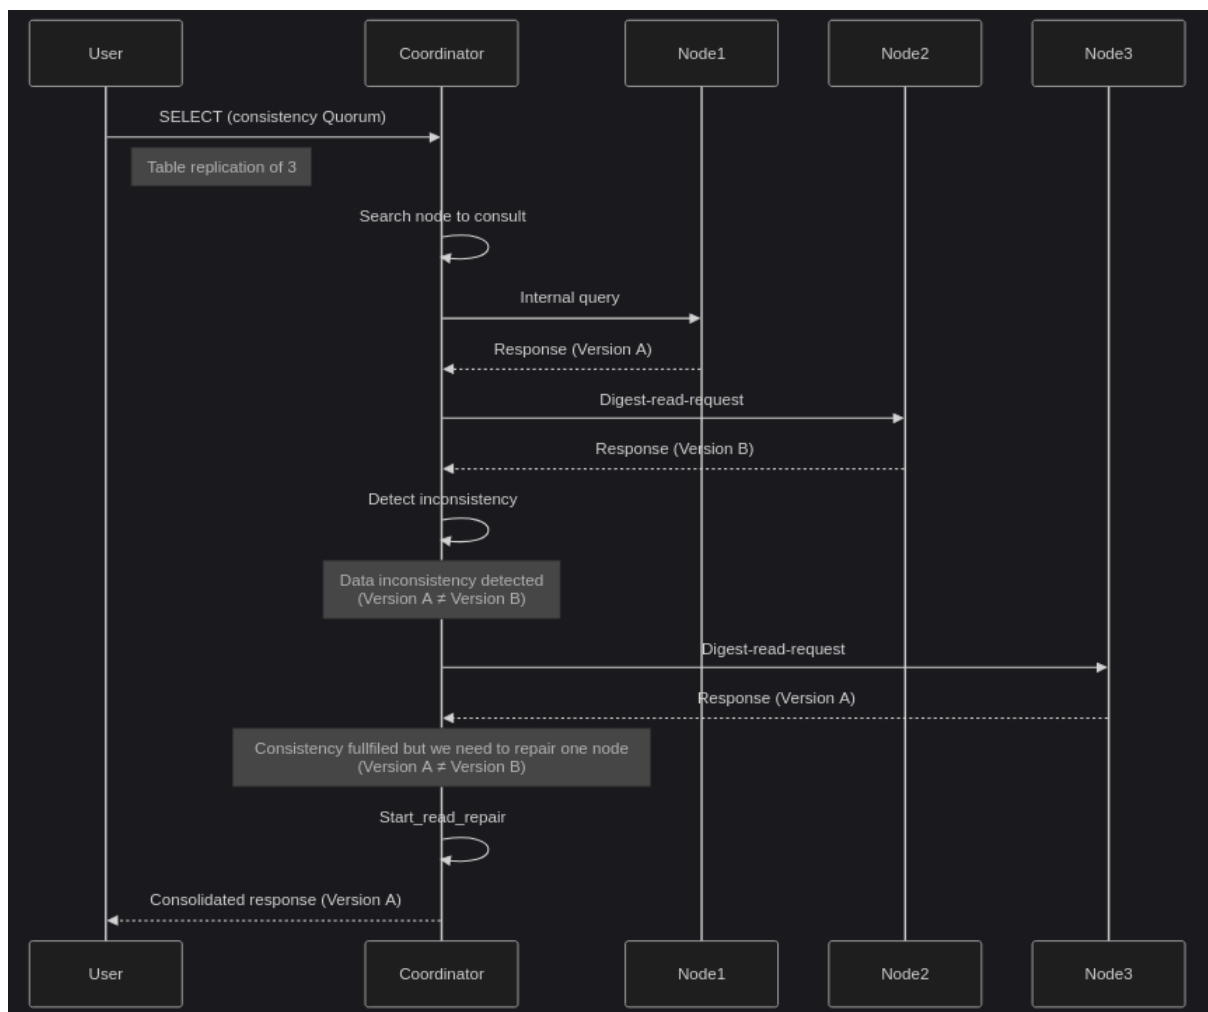 User
Coordinator
Node1
Node2
Node3
SELECT (consistency Quorum)
Table replication of 3
Search node to consult
Internal query
Response (Version A)
Digest-read-request
Response (Version B)
Detect inconsistency
Data inconsistency detected
(Version A ≠ Version B)
Digest-read-request
Response (Version A)
Consistency fullfiled but we need to repair one node
(Version A ≠ Version B)
Start_read_repair
Consolidated response (Version A)
User
Coordinator
Node1
Node2
Node3